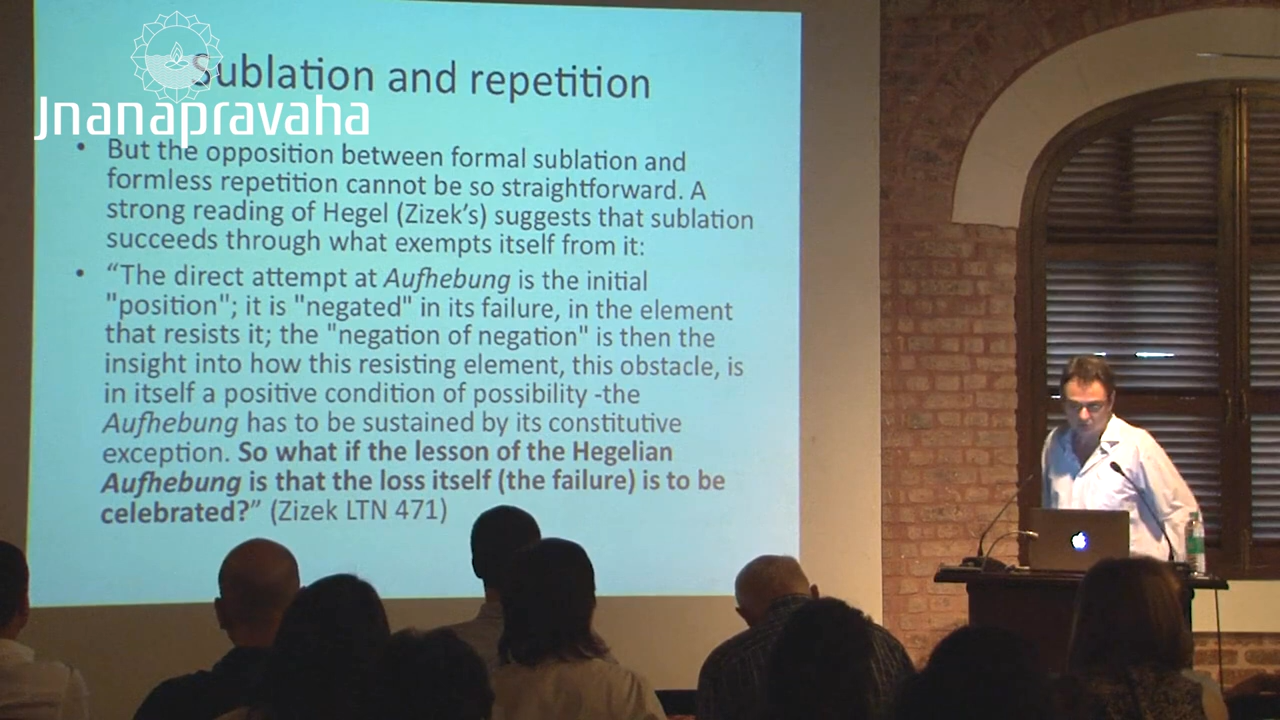 Sublation and repetition
Jnanapravaha
• But the opposition between formal sublation and
formless repetition cannot be so straightforward. A
strong reading of Hegel (Zizek's) suggests that sublation
succeeds through what exempts itself from it:
• “The direct attempt at Aufhebung is the initial
"position"; it is "negated" in its failure, in the element
that resists it; the "negation of negation" is then the
insight into how this resisting element, this obstacle, is
in itself a positive condition of possibility -the
Aufhebung has to be sustained by its constitutive
exception. So what if the lesson of the Hegelian
Aufhebung is that the loss itself (the failure) is to be
celebrated?” (Zizek LTN 471)